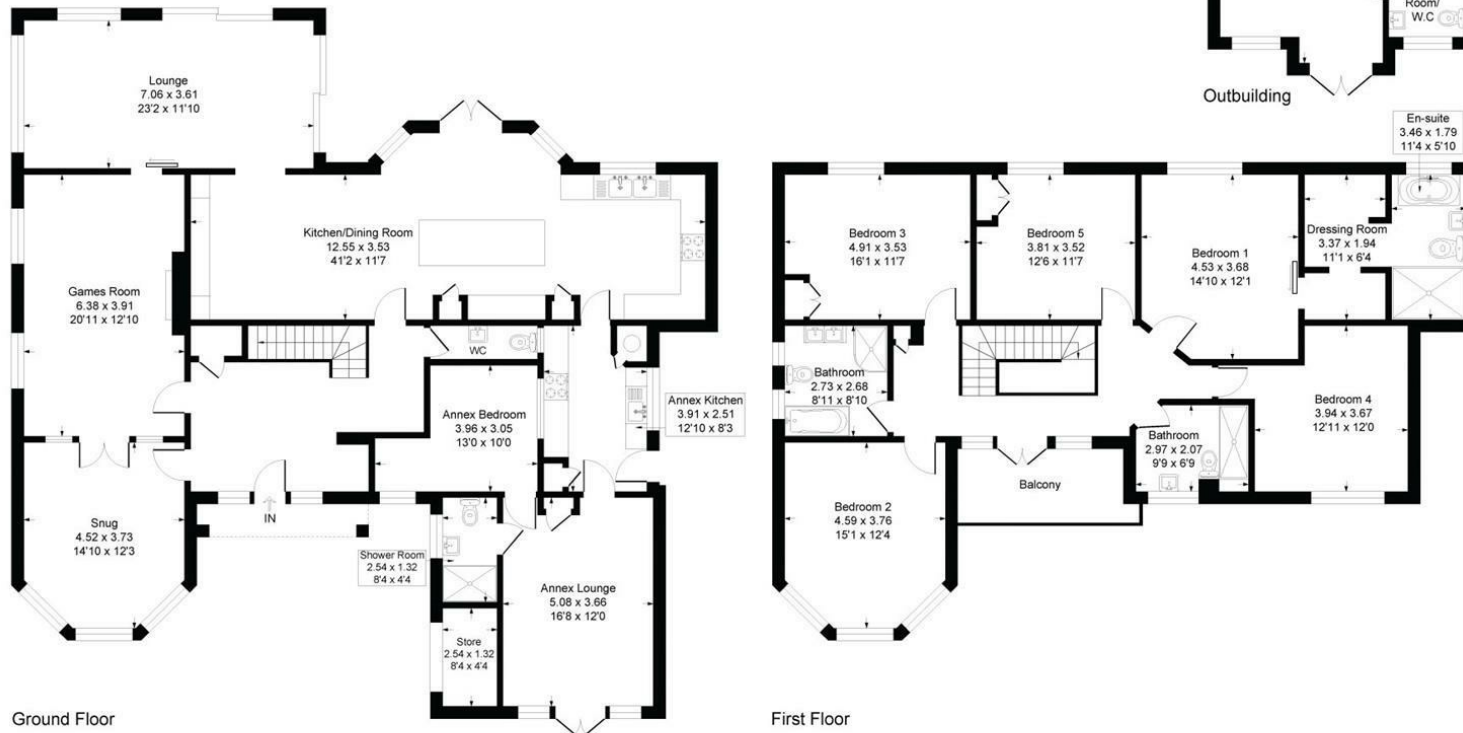 Lounge
7.06 x 3.61
23'2 x 11'10
Kitchen/Dining Room
12.55 x 3.53
41'2 x 11'7
Games Room
6.38 x 3.91
20'11 x 12'10
WC
Annex Bedroom
3.96 x 3.05
13'0 x 10'0
Annex Kitchen
3.91 x 2.51
12'10 x 8'3
IN
Snug
4.52 x 3.73
14'10 x 12'3
Shower Room
2.54 x 1.32
8'4 x 4'4
Annex Lounge
5.08 x 3.66
16'8 x 12'0
Store
2.54 x 1.32
8'4 x 4'4
Ground Floor
Room/
W.C
Outbuilding
En-suite
3.46 x 1.79
11'4 x 5'10
Bedroom 3
4.91 x 3.53
16'1 x 11'7
Bedroom 5
3.81 x 3.52
12'6 x 11'7
Bedroom 1
4.53 x 3.68
14'10 x 12'1
Dressing Room
3.37 x 1.94
11'1 x 6'4
Bathroom
2.73 x 2.68
8'11 x 8'10
Bedroom 4
3.94 x 3.67
12'11 x 12'0
Bathroom
2.97 x 2.07
9'9 x 6'9
Balcony
Bedroom 2
4.59 x 3.76
15'1 x 12'4
First Floor